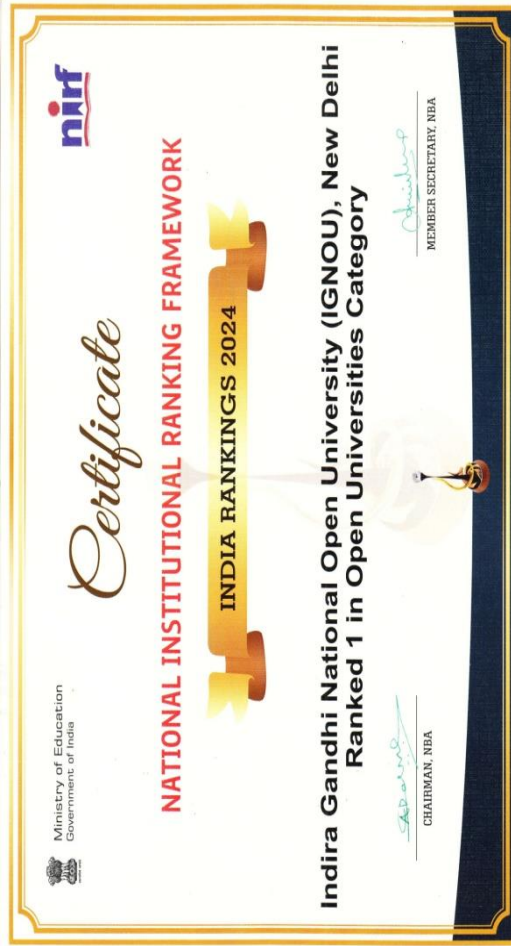 Ministry of Education
Government of India
nirf
Certificate
NATIONAL INSTITUTIONAL RANKING FRAMEWORK
INDIA RANKINGS 2024
Indira Gandhi National Open University (IGNOU), New Delhi
Ranked 1 in Open Universities Category
CHAIRMAN, NBA
MEMBER SECRETARY, NBA